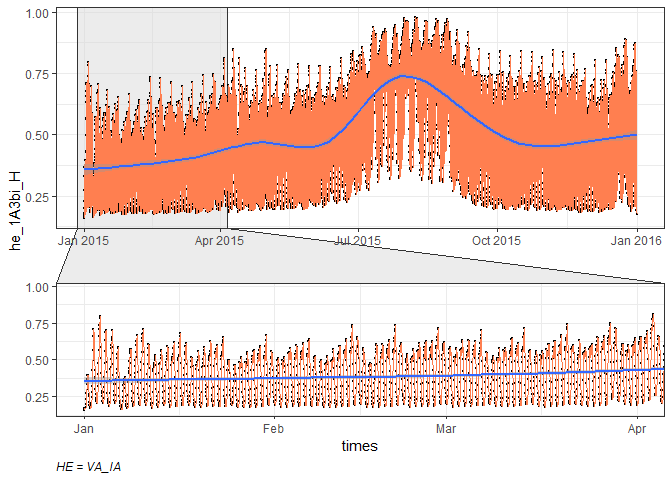 he_1A3bi_H
1.00
0.75
0.50
0.25
Jan 2015 Apr 2015 Jul 2015 Oct 2015 Jan 2016
1.00
0.75
0.50
0.25
Jan Feb Mar Apr
times
HE = VA_IA